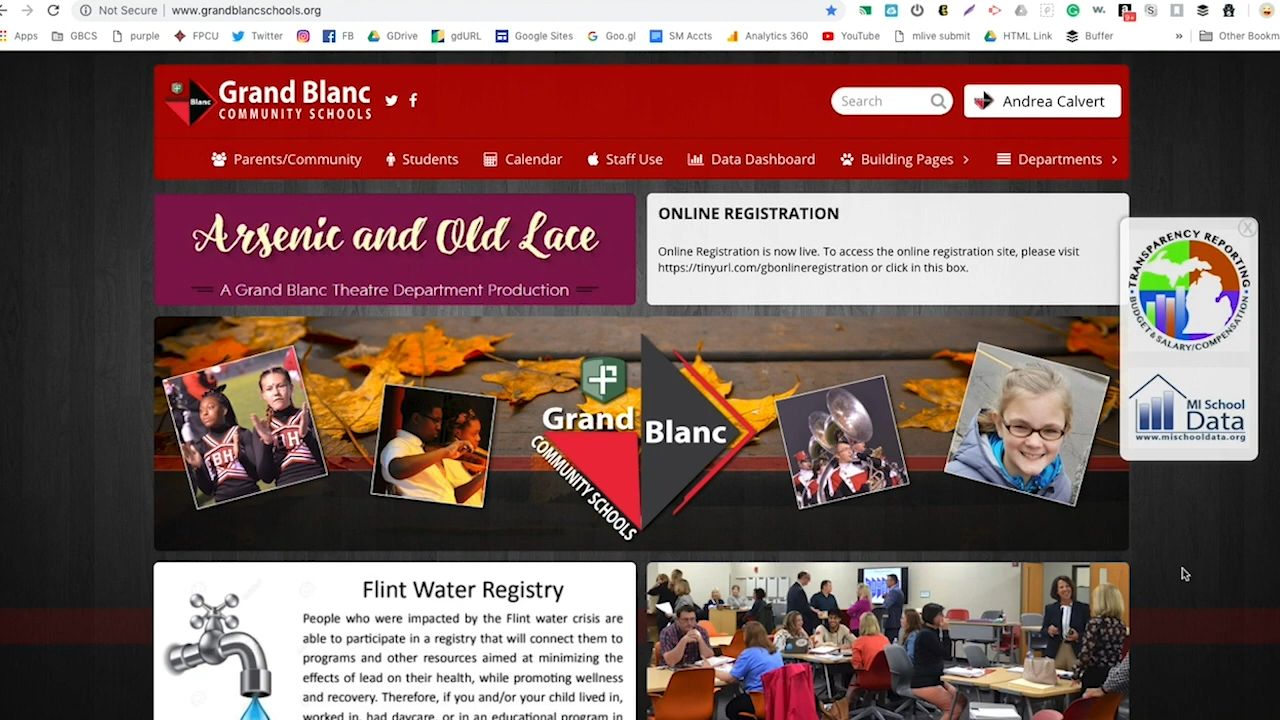 Not Secure www.grandblancschools.org
9+
Apps GBCS purple FPCU Twitter FB GDrive gdURL Google Sites Goo.gl SM Accts Analytics 360 YouTube mlive submit HTML Link Buffer » Other Bookm
Blanc
Grand Blanc
COMMUNITY SCHOOLS
Search
Andrea Calvert
Parents/Community Students Calendar Staff Use Data Dashboard Building Pages Departments
Arsenic and Old Lace
A Grand Blanc Theatre Department Production
ONLINE REGISTRATION
Online Registration is now live. To access the online registration site, please visit
https://tinyurl.com/gbonlineregistration or click in this box.
X
TRANSPARENCY REPORTING
BUDGET & SALARY/COMPENSATION
MI School
Data
www.mischooldata.org
Grand
Blanc
COMMUNITY SCHOOLS
Flint Water Registry
People who were impacted by the Flint water crisis are
able to participate in a registry that will connect them to
programs and other resources aimed at minimizing the
effects of lead on their health, while promoting wellness
and recovery. Therefore, if you and/or your child lived in,
worked in, had daycare, or in an educational program in